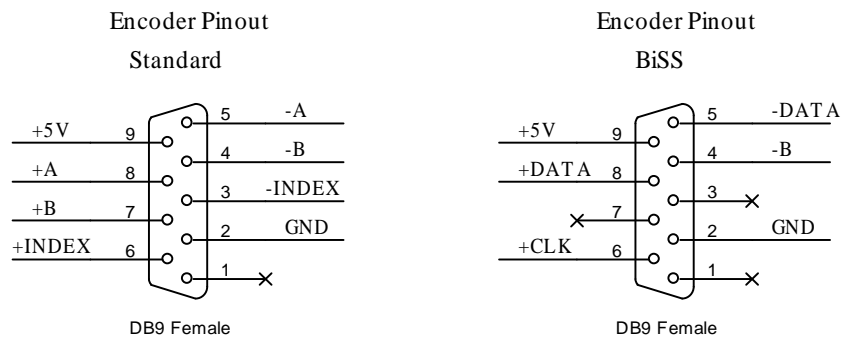 Encoder Pinout
Standard
5 -A
+5V 9
4 -B
+A 8
3 -INDEX
+B 7
2 GND
+INDEX 6
1
DB9 Female
Encoder Pinout
BiSS
5 -DATA
+5V 9
4 -B
+DATA 8
3
7
2 GND
+CLK 6
1
DB9 Female